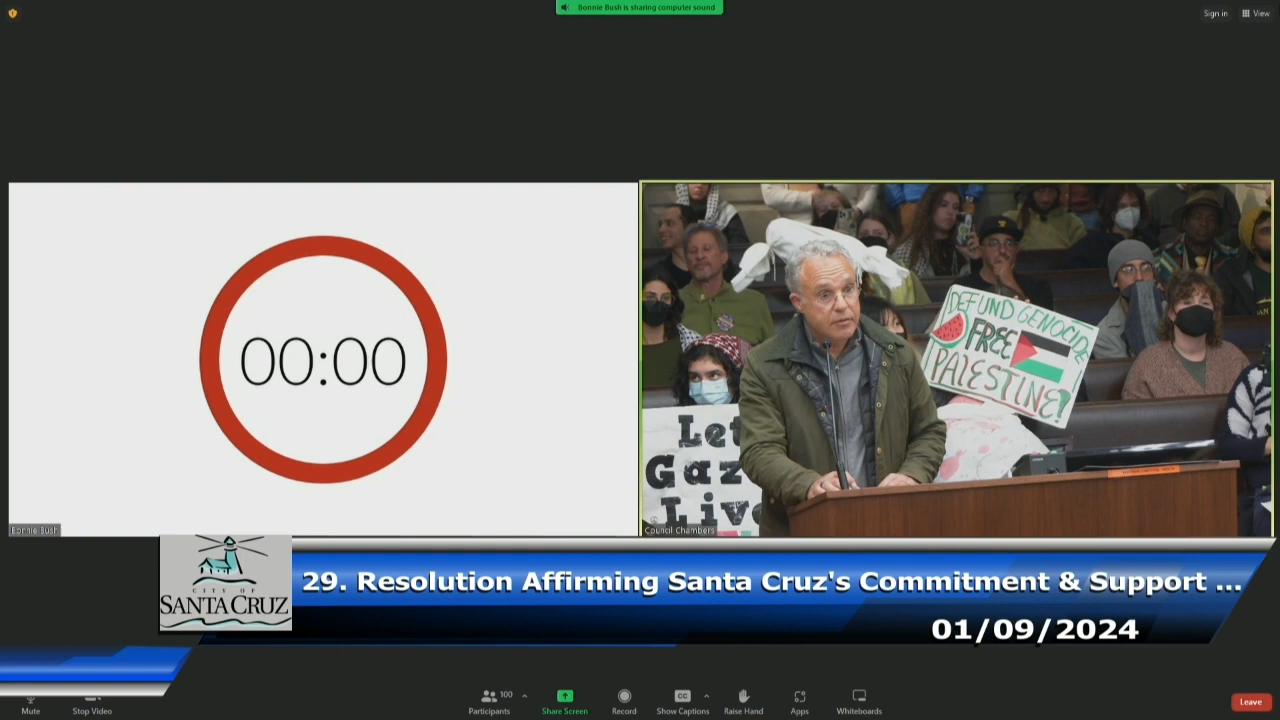 Bonnie Bush is sharing computer sound
Sign in
View
00:00
DEFUND GENOCIDE
FREE
PALESTINE!
Let
Gaz
Live
Bonnie Bush
Council Chambers
CITY OF
SANTA CRUZ
29. Resolution Affirming Santa Cruz's Commitment & Support ...
01/09/2024
Mute
Stop Video
Participants
100
Share Screen
Record
CC
Show Captions
Raise Hand
Apps
Whiteboards
Leave